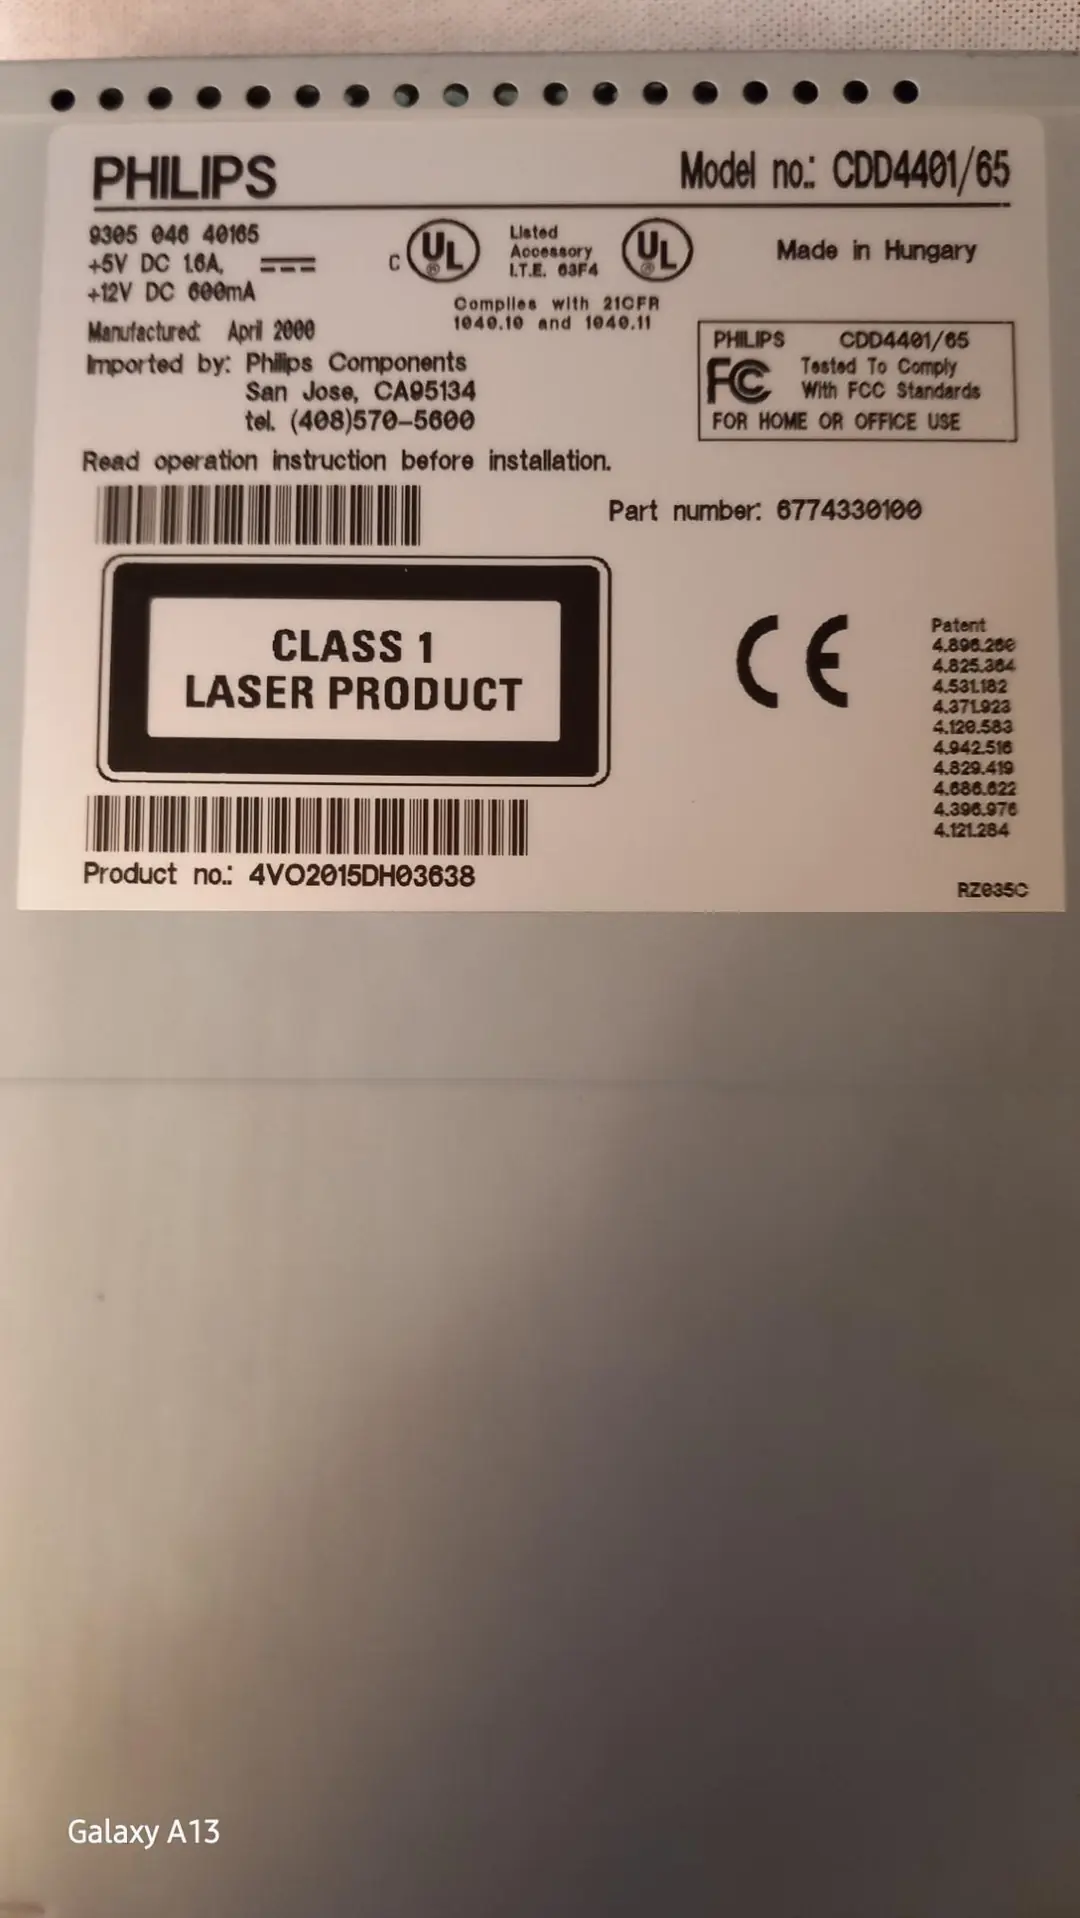 PHILIPS
Model no.: CDD4401/65
9305 046 40165
+5V DC 1.6A,
+12V DC 600mA
C UL ®
Listed
Accessory
I.T.E. 63F4
UL ®
Made in Hungary
Complies with 21CFR
1040.10 and 1040.11
Manufactured: April 2000
Imported by: Philips Components
San Jose, CA95134
tel. (408)570-5600
PHILIPS CDD4401/65
FC Tested To Comply
With FCC Standards
FOR HOME OR OFFICE USE
Read operation instruction before installation.
Part number: 6774330100
CLASS 1
LASER PRODUCT
CE
Patent
4.896.260
4.825.364
4.531.182
4.371.923
4.120.583
4.942.516
4.829.419
4.686.622
4.396.976
4.121.284
Product no.: 4VO2015DH03638
RZ035C
Galaxy A13